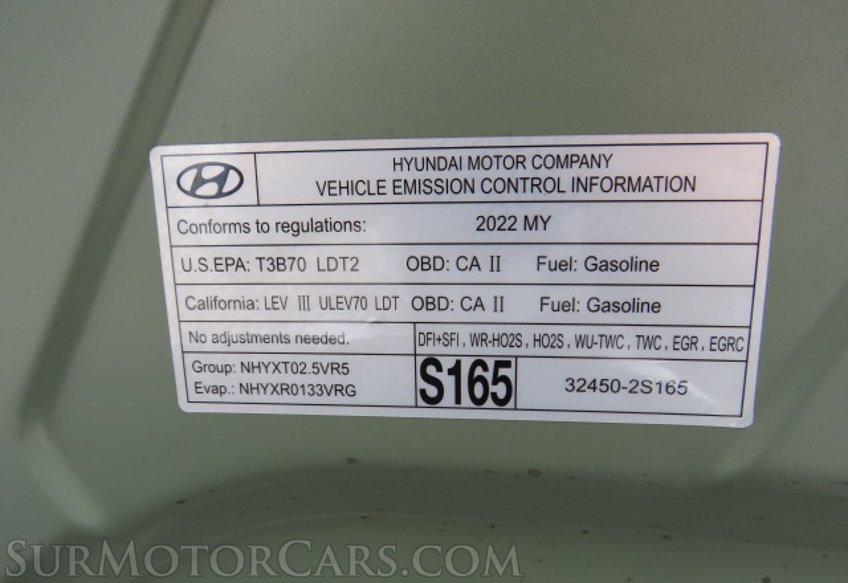 HYUNDAI MOTOR COMPANY
VEHICLE EMISSION CONTROL INFORMATION
Conforms to regulations: 2022 MY
U.S.EPA: T3B70 LDT2 OBD: CA II Fuel: Gasoline
California: LEV III ULEV70 LDT OBD: CA II Fuel: Gasoline
No adjustments needed. DFI+SFI , WR-HO2S , HO2S , WU-TWC , TWC , EGR , EGRC
Group: NHYXT02.5VR5
Evap.: NHYXR0133VRG
S165
32450-2S165
SURMOTORCARS.COM